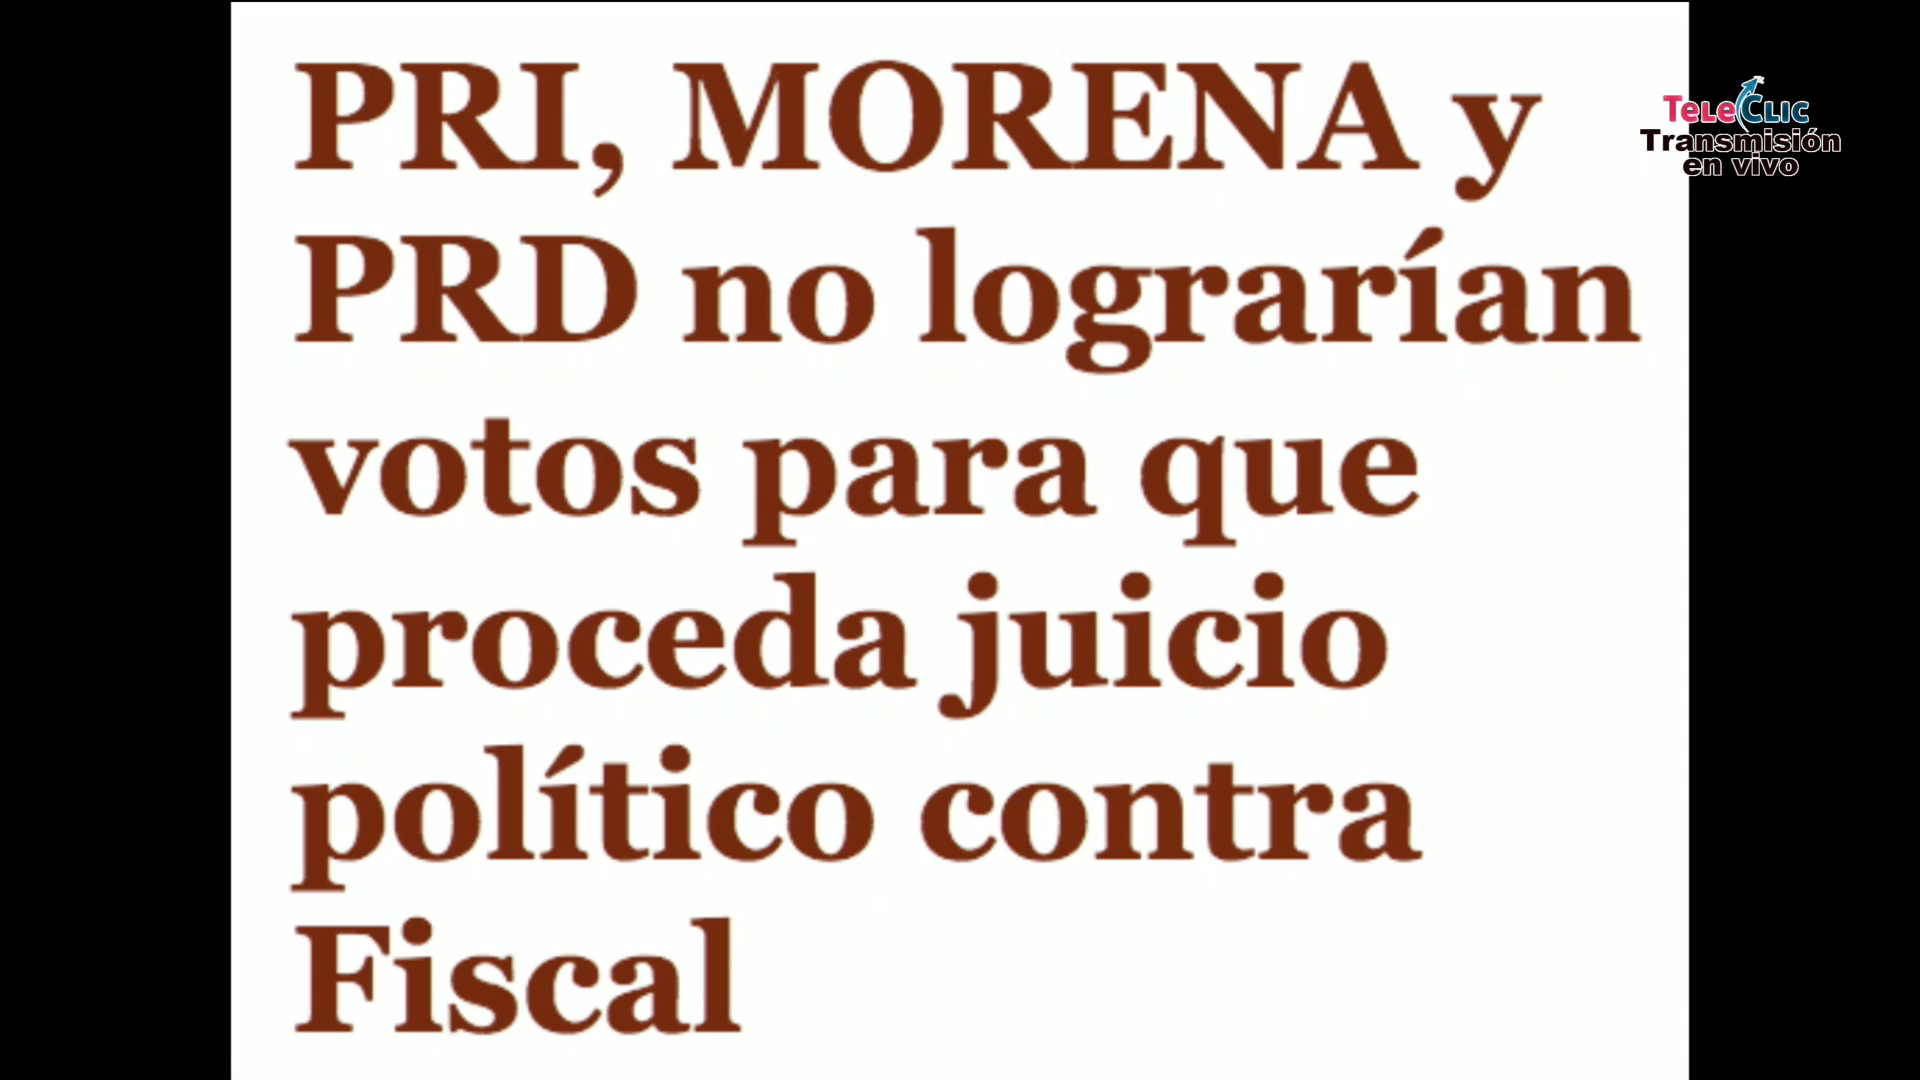 PRI, MORENA y
PRD no lograrían
votos para que
proceda juicio
político contra
Fiscal
TELECLIC
Transmisión
en vivo